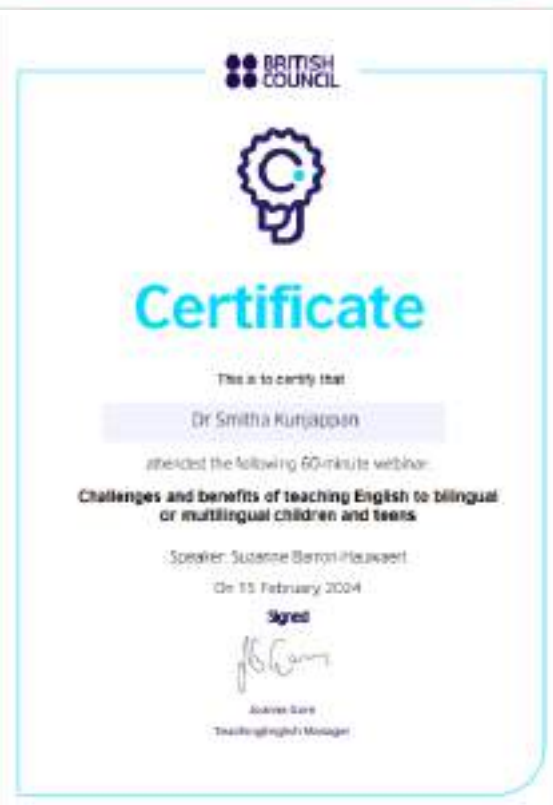 BRITISH
COUNCIL
Certificate
This is to certify that
Dr Smitha Kunjappan
attended the following 60-minute webinar:
Challenges and benefits of teaching English to bilingual
or multilingual children and teens
Speaker: Suzanne Barron-Hauwaert
On 15 February 2024
Signed
TeachingEnglish Manager